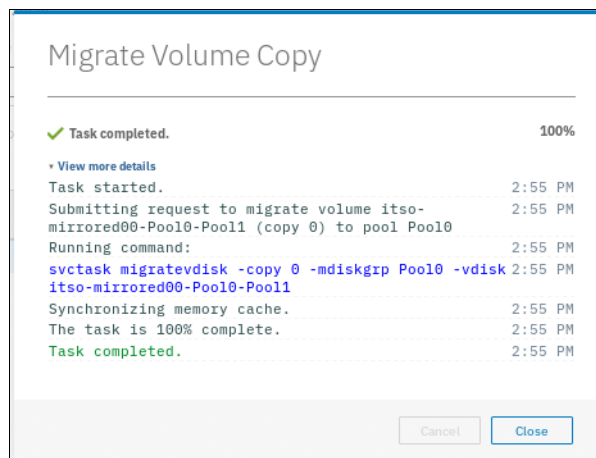 Migrate Volume Copy
Task completed. 100%
View more details
Task started. 2:55 PM
Submitting request to migrate volume itso- 2:55 PM
mirrored00-Pool0-Pool1 (copy 0) to pool Pool0
Running command: 2:55 PM
svctask migratevdisk -copy 0 -mdiskgrp Pool0 -vdisk 2:55 PM
itso-mirrored00-Pool0-Pool1
Synchronizing memory cache. 2:55 PM
The task is 100% complete. 2:55 PM
Task completed. 2:55 PM
Cancel Close